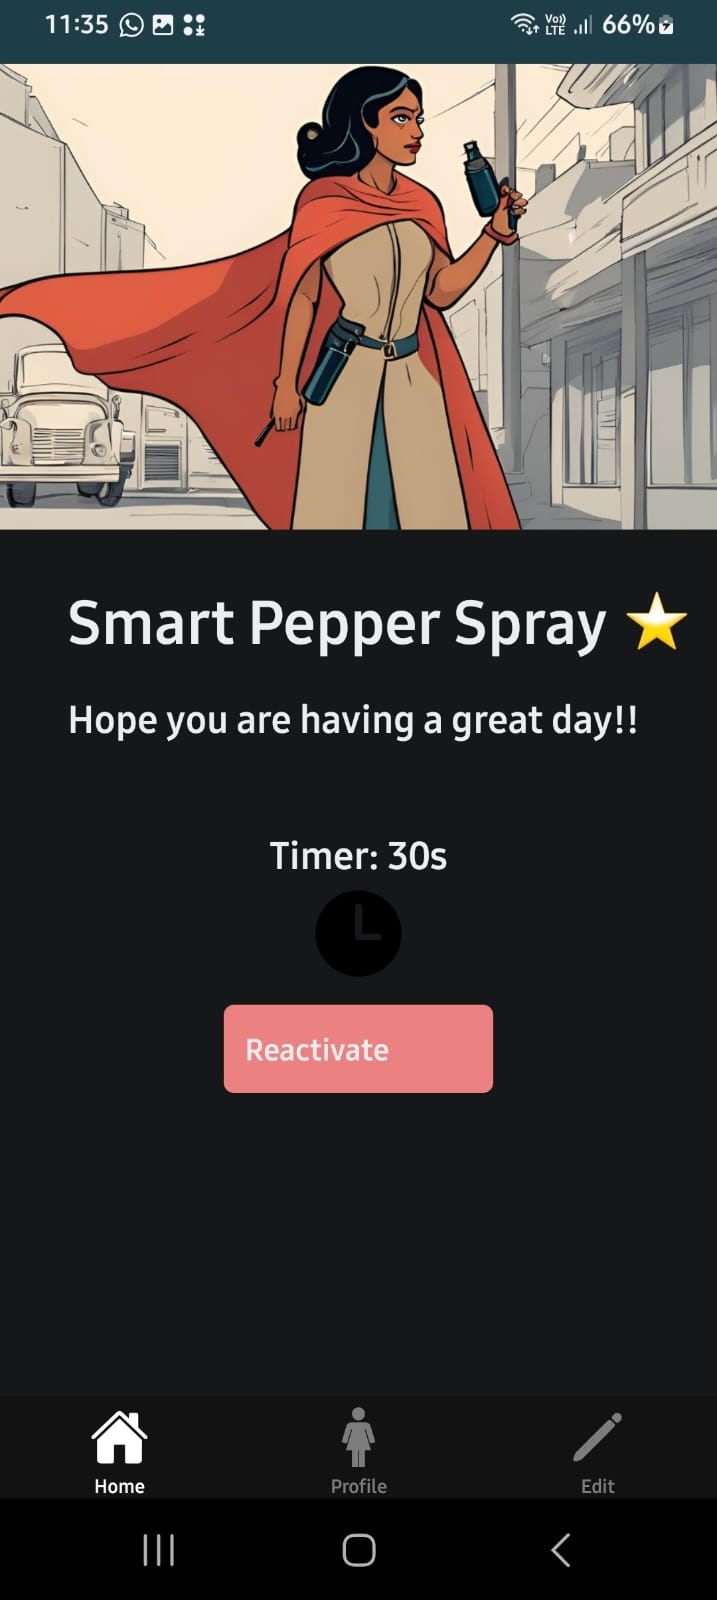 11:35
Vo)) LTE 66%
Smart Pepper Spray ⭐
Hope you are having a great day!!
Timer: 30s
Reactivate
Home Profile Edit